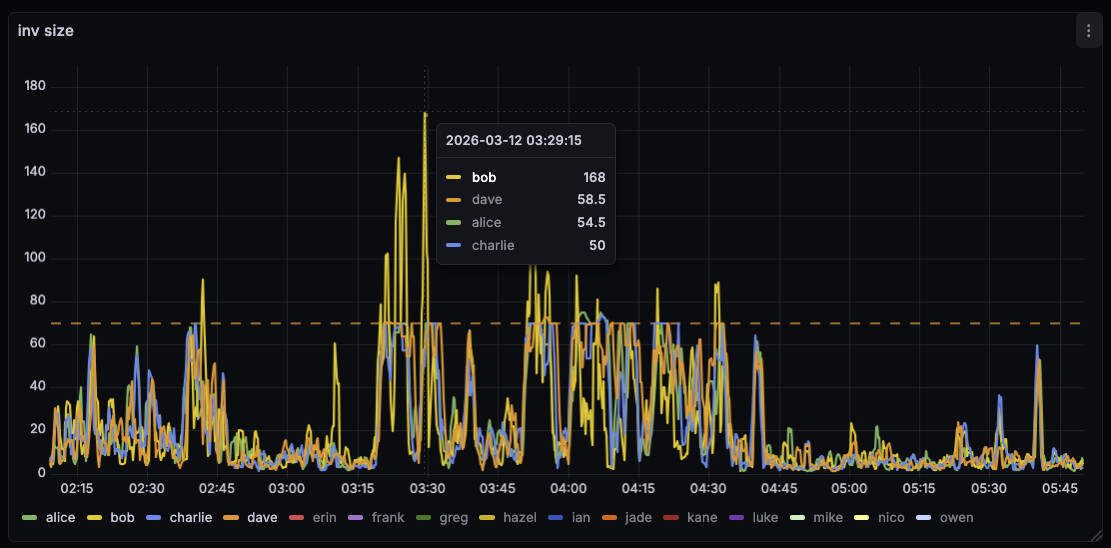 inv size
180
160
140
120
100
80
60
40
20
0
2026-03-12 03:29:15
bob 168
dave 58.5
alice 54.5
charlie 50
02:15 02:30 02:45 03:00 03:15 03:30 03:45 04:00 04:15 04:30 04:45 05:00 05:15 05:30 05:45
alice bob charlie dave erin frank greg hazel ian jade kane luke mike nico owen